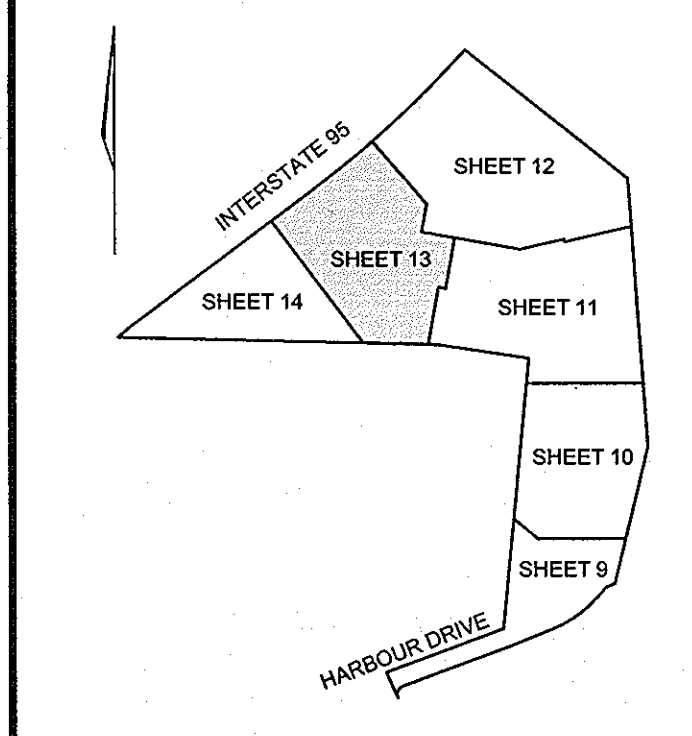 INTERSTATE 95
SHEET 12
SHEET 13
SHEET 14
SHEET 11
SHEET 10
SHEET 9
HARBOUR DRIVE